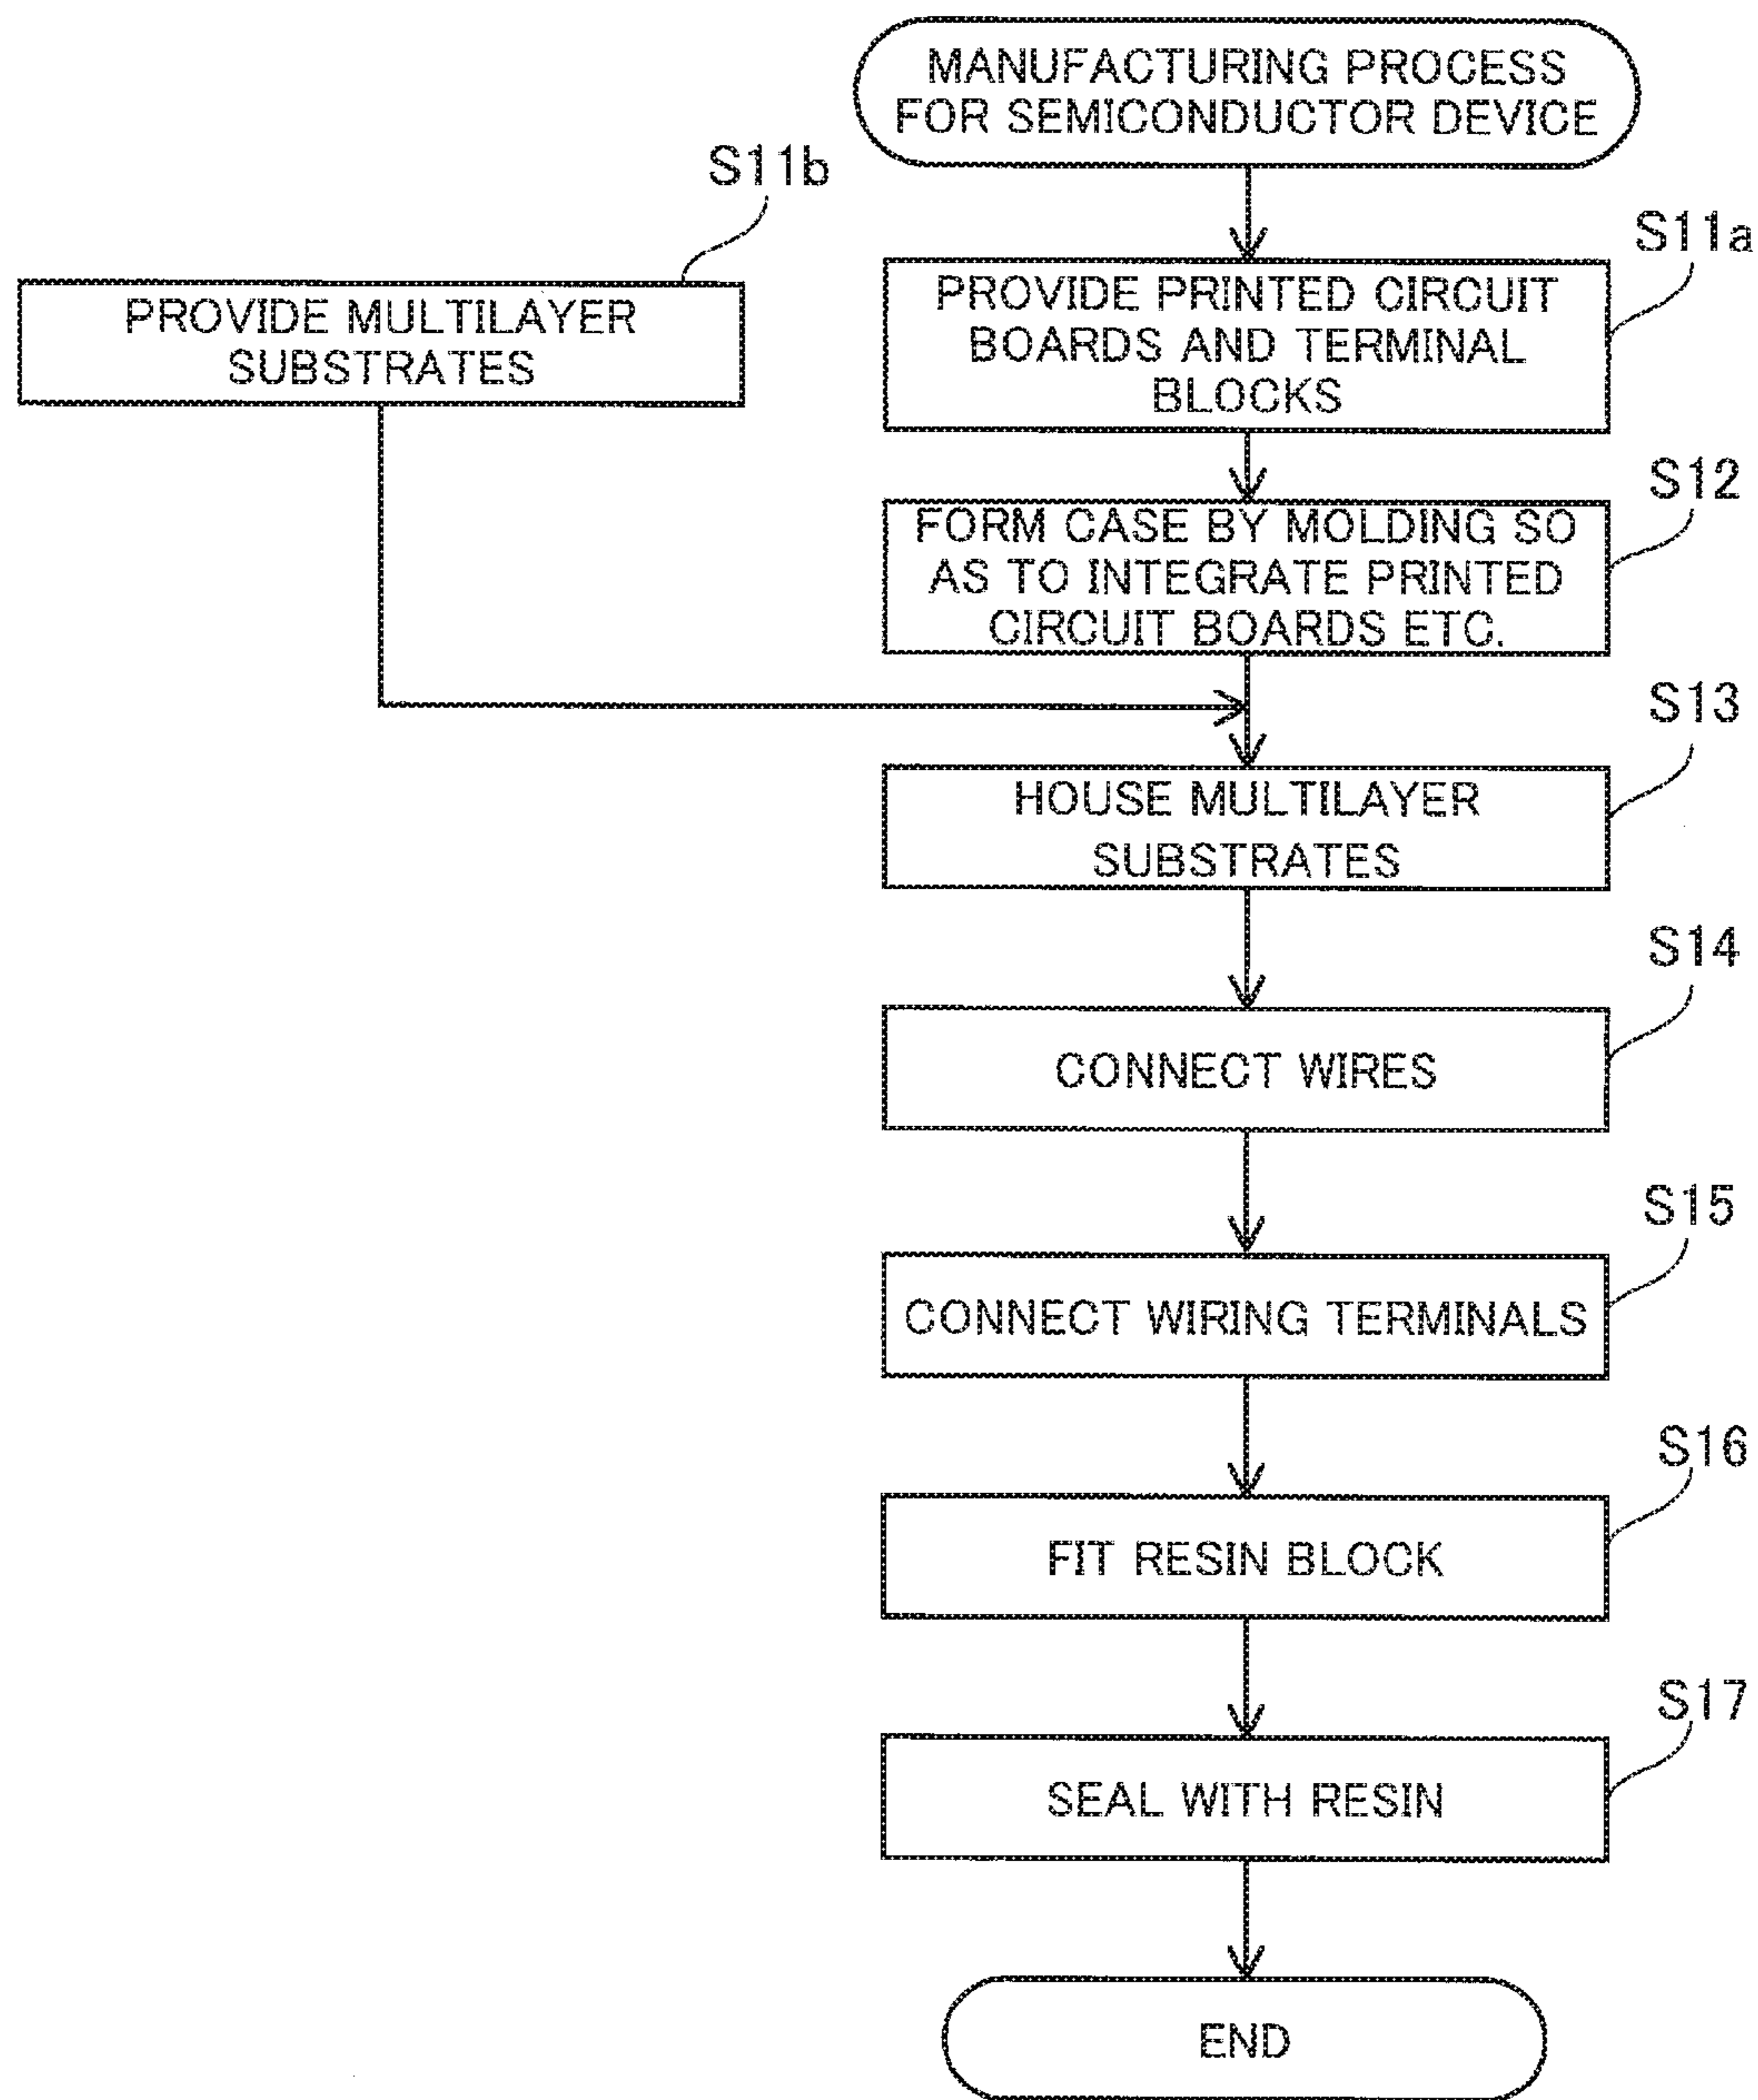 MANUFACTURING PROCESS
FOR SEMICONDUCTOR DEVICE
S11b
S11a
PROVIDE MULTILAYER
SUBSTRATES
PROVIDE PRINTED CIRCUIT
BOARDS AND TERMINAL
BLOCKS
S12
FORM CASE BY MOLDING SO
AS TO INTEGRATE PRINTED
CIRCUIT BOARDS ETC.
S13
HOUSE MULTILAYER
SUBSTRATES
S14
CONNECT WIRES
S15
CONNECT WIRING TERMINALS
S16
FIT RESIN BLOCK
S17
SEAL WITH RESIN
END